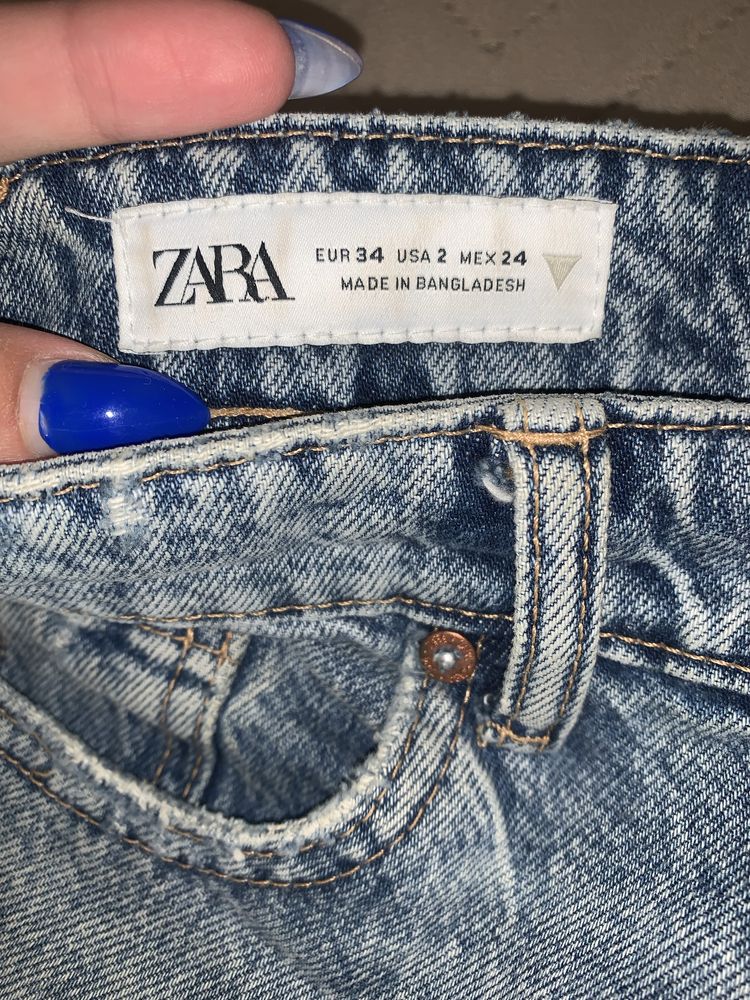 ZARA
EUR 34 USA 2 MEX 24
MADE IN BANGLADESH